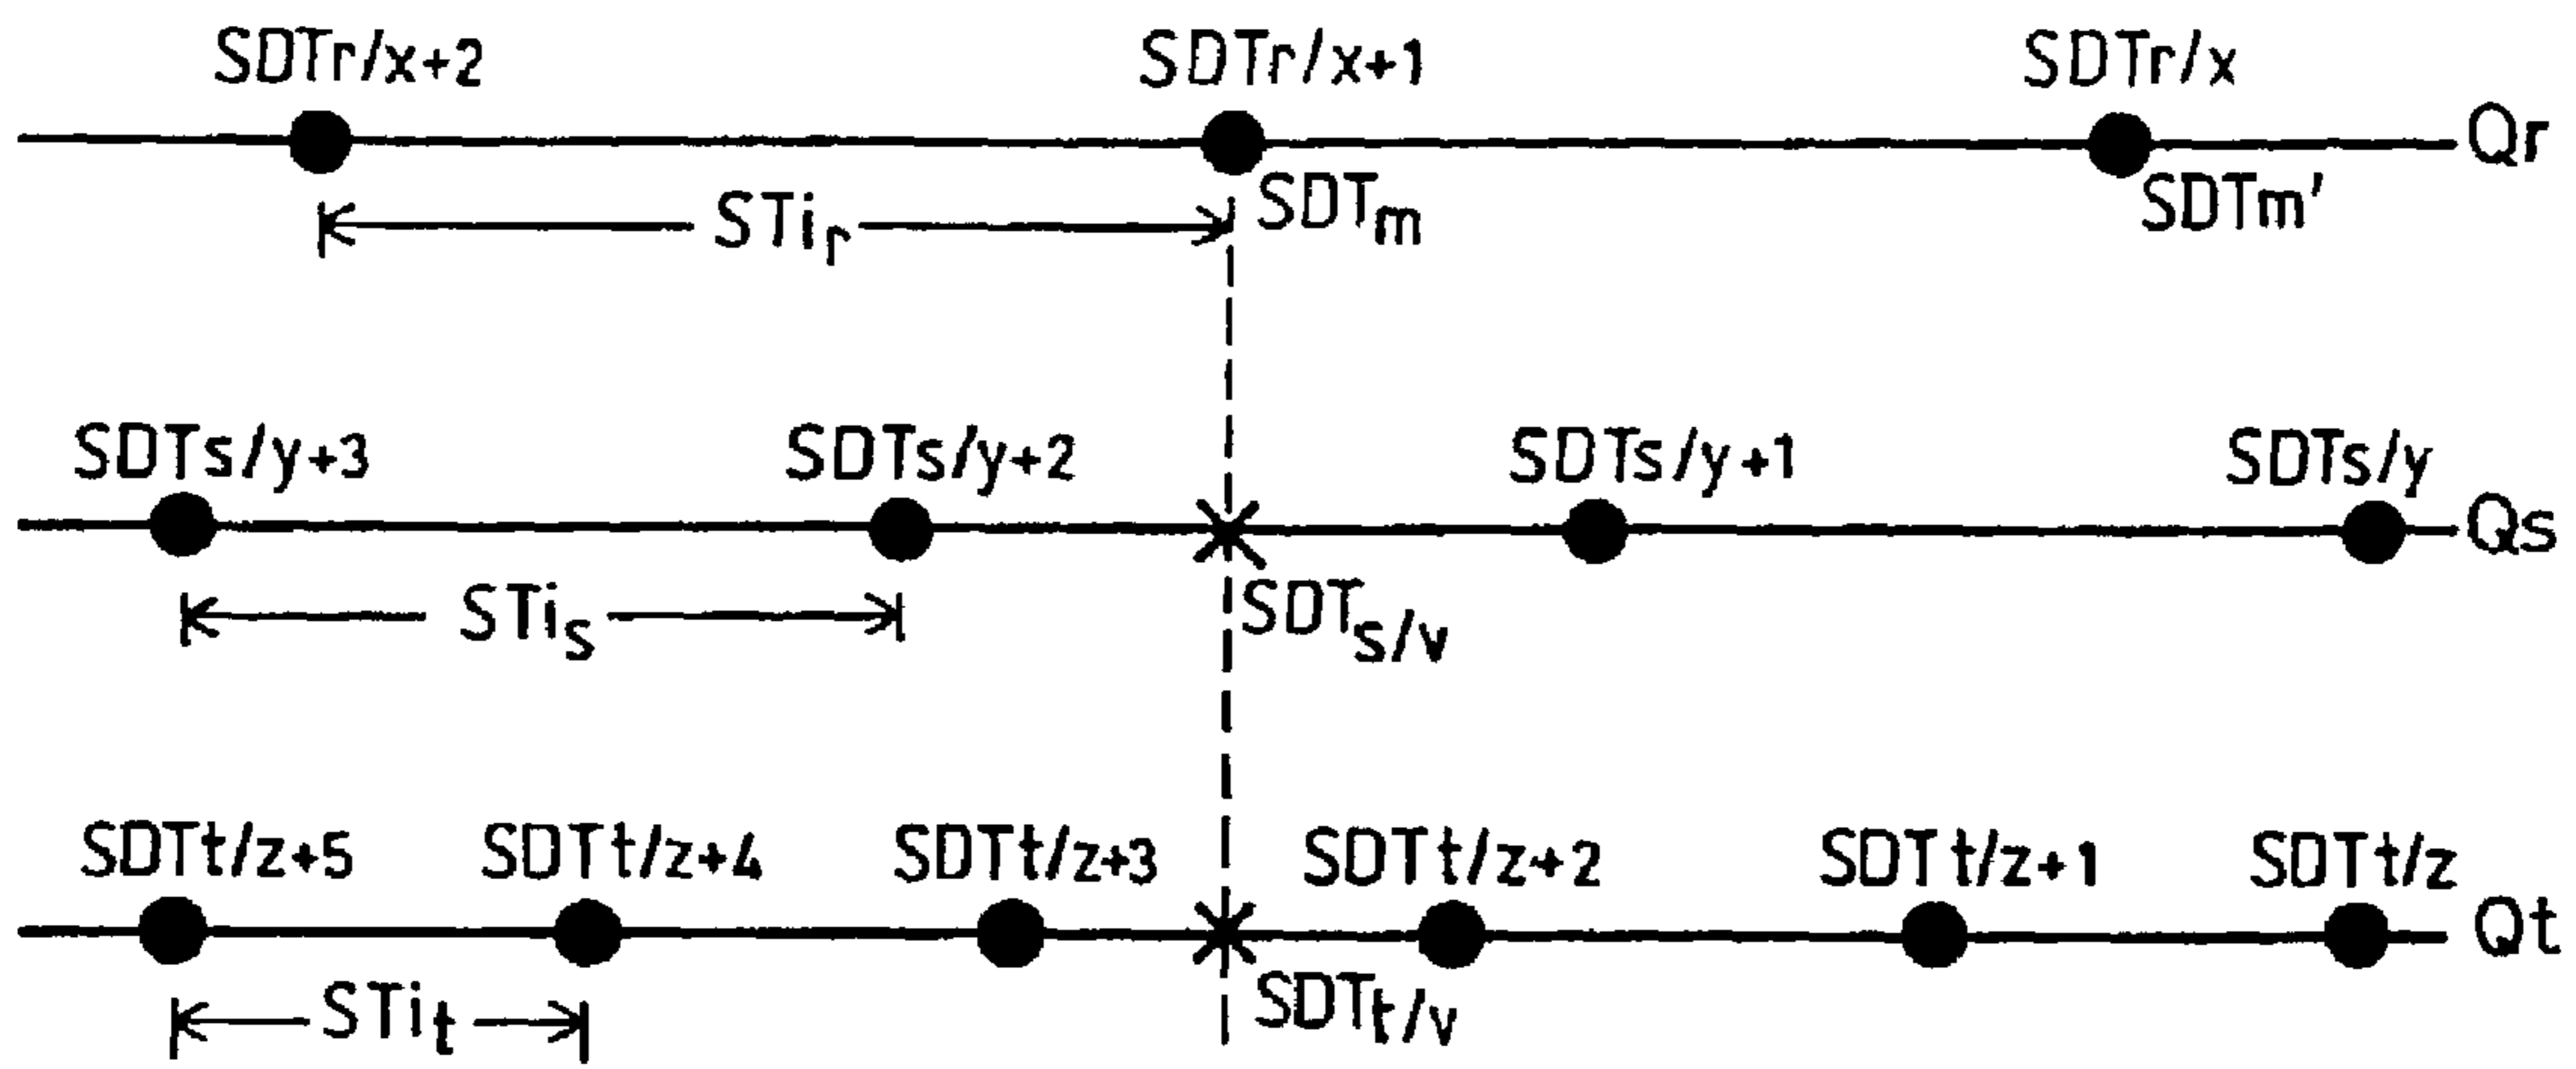 SDTr/x+2 SDTr/x+1 SDTr/x
Qr
STir SDTm SDTm'
SDTs/y+3 SDTs/y+2 SDTs/y+1 SDTs/y
Qs
STis SDTs/v
SDTt/z+5 SDTt/z+4 SDTt/z+3 SDTt/z+2 SDTt/z+1 SDTt/z
Qt
STit SDTt/v